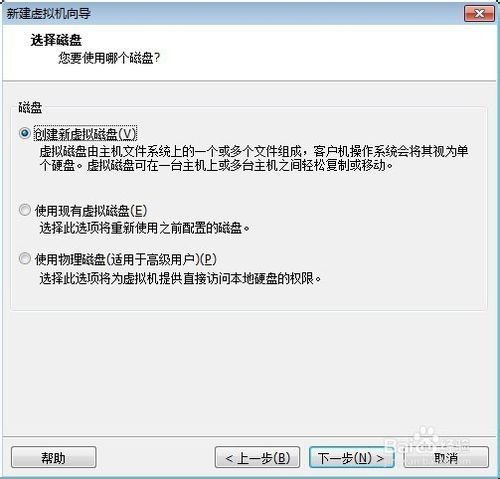 新建虚拟机向导
选择磁盘
您要使用哪个磁盘?
磁盘
创建新虚拟磁盘(V)
虚拟磁盘由主机文件系统上的一个或多个文件组成，客户机操作系统会将其视为单
个硬盘。虚拟磁盘可在一台主机上或多台主机之间轻松复制或移动。
使用现有虚拟磁盘(E)
选择此选项将重新使用之前配置的磁盘。
使用物理磁盘(适用于高级用户)(P)
选择此选项将为虚拟机提供直接访问本地硬盘的权限。
帮助
< 上一步(B)
下一步(N) >
取消
Baidu经验